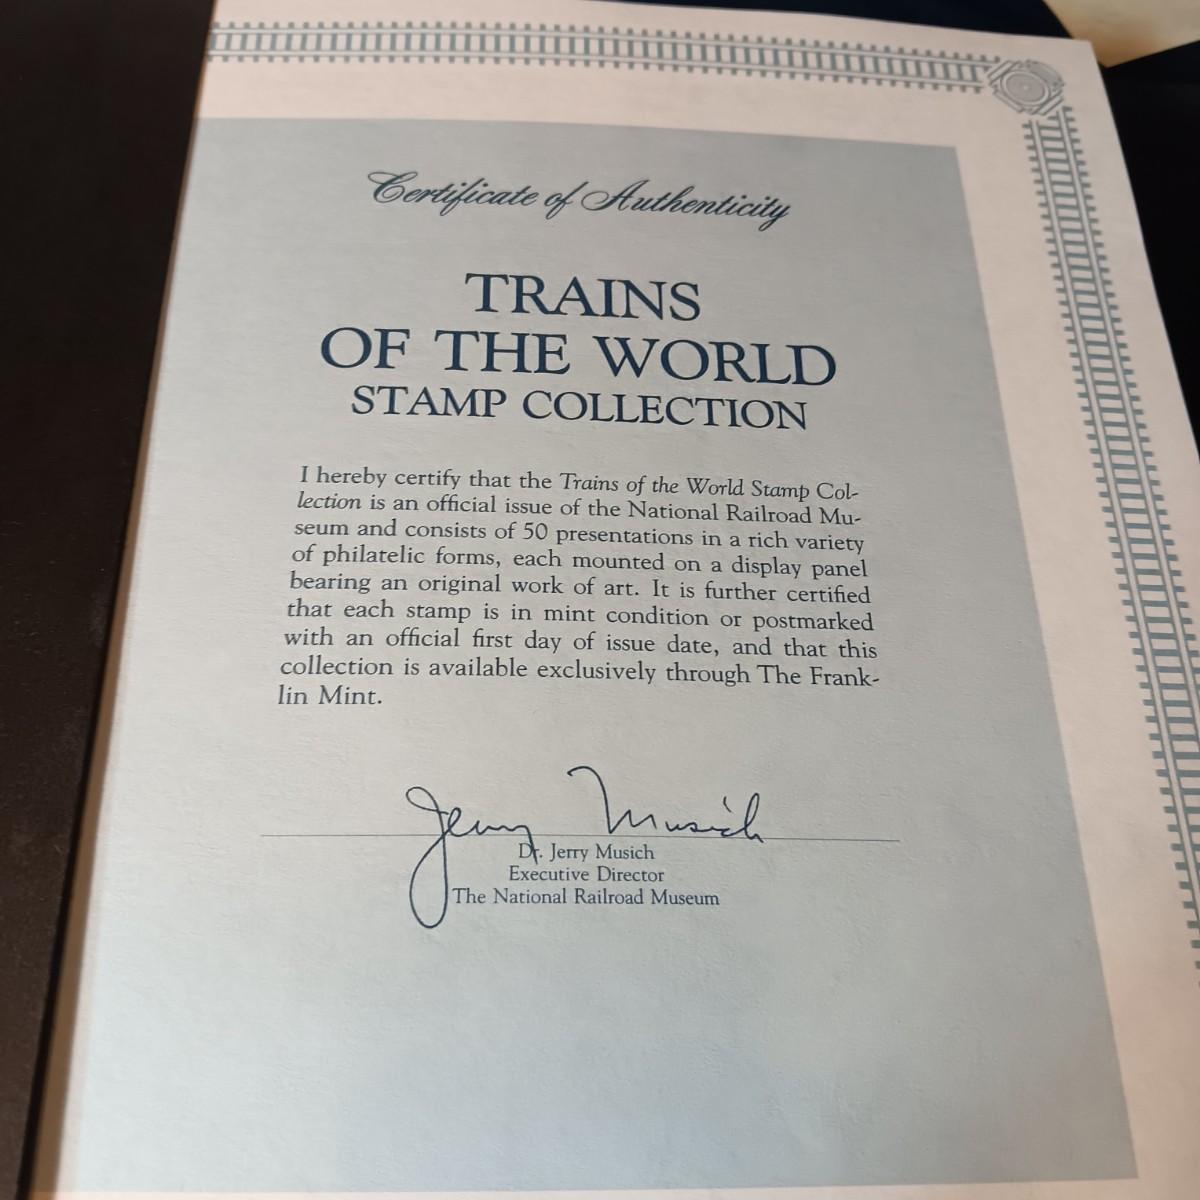 Certificate of Authenticity
TRAINS
OF THE WORLD
STAMP COLLECTION
I hereby certify that the Trains of the World Stamp Col-
lection is an official issue of the National Railroad Mu-
seum and consists of 50 presentations in a rich variety
of philatelic forms, each mounted on a display panel
bearing an original work of art. It is further certified
that each stamp is in mint condition or postmarked
with an official first day of issue date, and that this
collection is available exclusively through The Frank-
lin Mint.
Jerry Musich
Dr. Jerry Musich
Executive Director
The National Railroad Museum